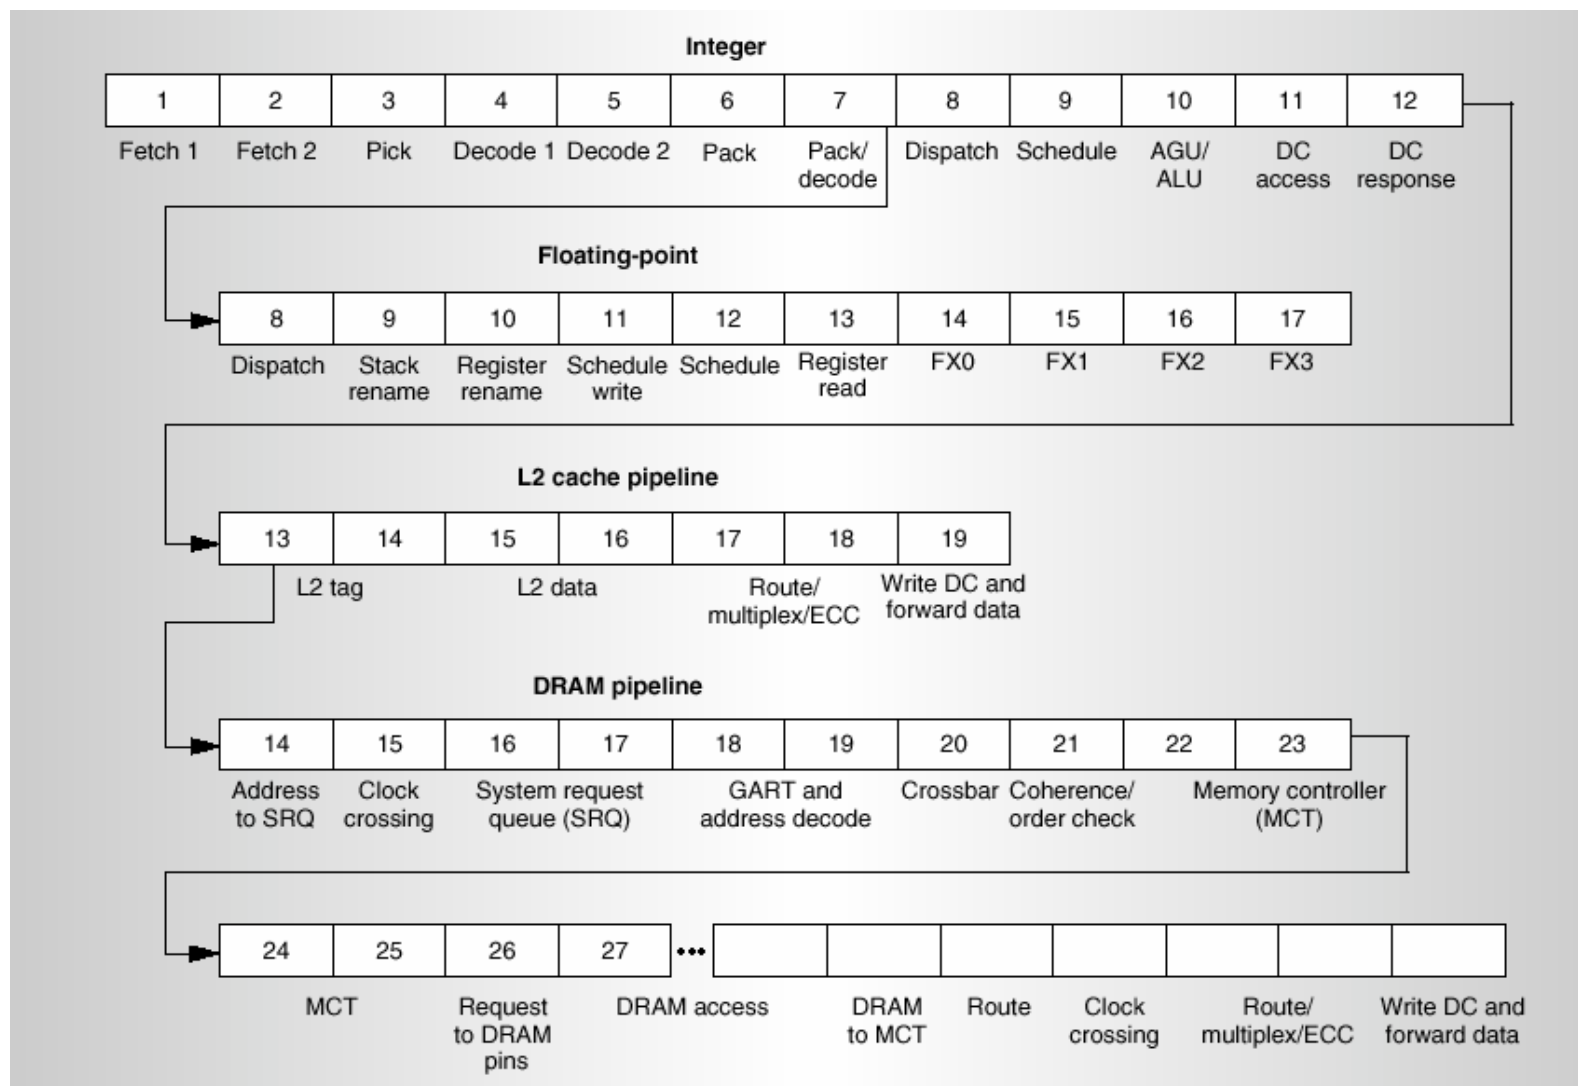 Integer
1 2 3 4 5 6 7 8 9 10 11 12
Fetch 1 Fetch 2 Pick Decode 1 Decode 2 Pack Pack/ Dispatch Schedule AGU/ DC DC
decode ALU access response
Floating-point
8 9 10 11 12 13 14 15 16 17
Dispatch Stack Register Schedule Schedule Register FX0 FX1 FX2 FX3
rename rename write read
L2 cache pipeline
13 14 15 16 17 18 19
L2 tag L2 data Route/ Write DC and
multiplex/ECC forward data
DRAM pipeline
14 15 16 17 18 19 20 21 22 23
Address Clock System request GART and Crossbar Coherence/ Memory controller
to SRQ crossing queue (SRQ) address decode order check (MCT)
24 25 26 27 •••
MCT Request DRAM access DRAM Route Clock Route/ Write DC and
to DRAM to MCT crossing multiplex/ECC forward data
pins